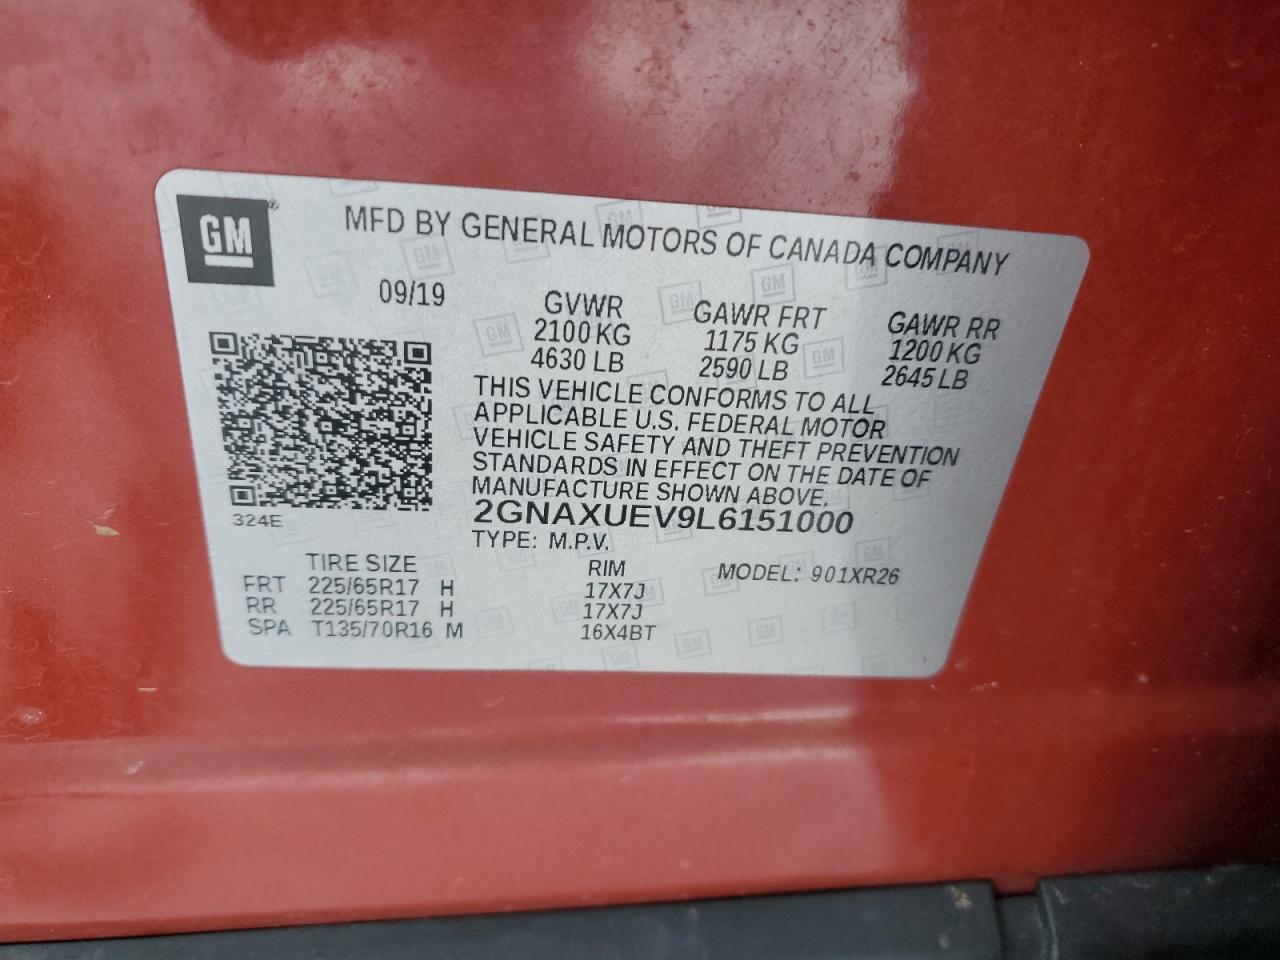 GM
MFD BY GENERAL MOTORS OF CANADA COMPANY
09/19
GVWR
2100 KG
4630 LB
GAWR FRT
1175 KG
2590 LB
GAWR RR
1200 KG
2645 LB
THIS VEHICLE CONFORMS TO ALL
APPLICABLE U.S. FEDERAL MOTOR
VEHICLE SAFETY AND THEFT PREVENTION
STANDARDS IN EFFECT ON THE DATE OF
MANUFACTURE SHOWN ABOVE.
324E
2GNAXUEV9L6151000
TYPE: M.P.V.
MODEL: 901XR26
TIRE SIZE RIM
FRT 225/65R17 H 17X7J
RR 225/65R17 H 17X7J
SPA T135/70R16 M 16X4BT